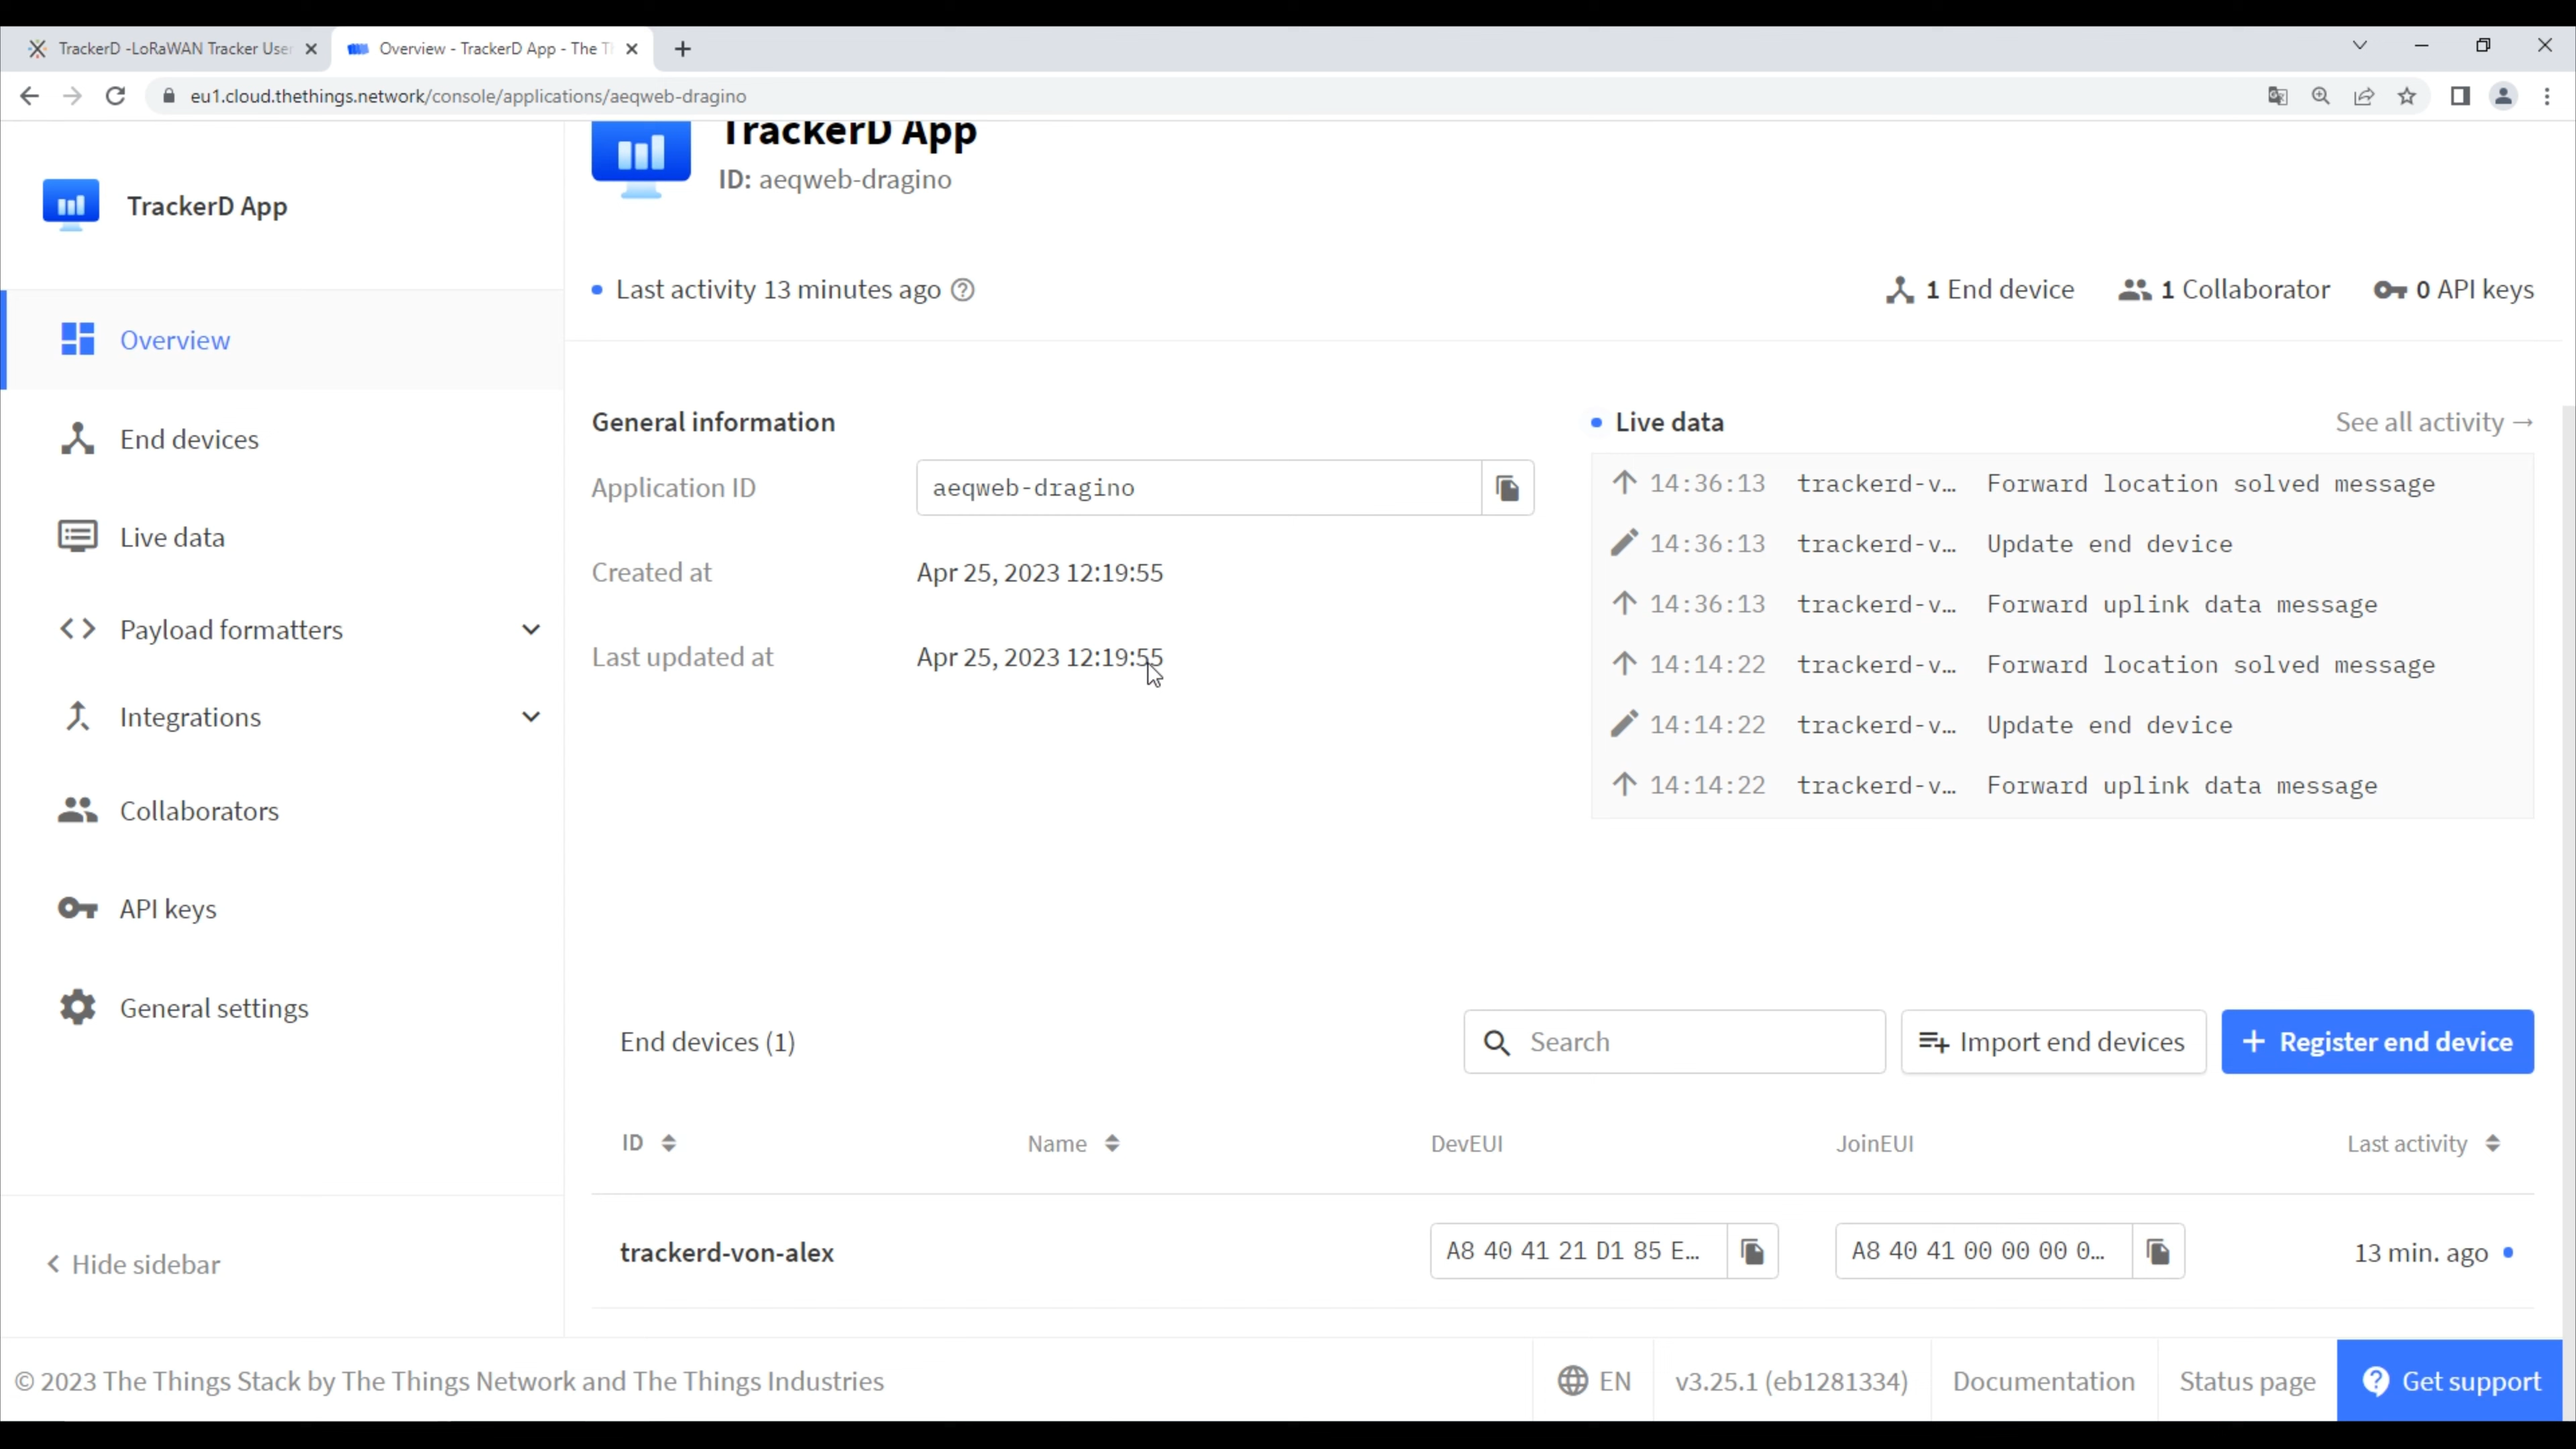 TrackerD -LoRaWAN Tracker User
Overview - TrackerD App - The Th
eu1.cloud.thethings.network/console/applications/aeqweb-dragino
TrackerD App
Overview
End devices
Live data
Payload formatters
Integrations
Collaborators
API keys
General settings
Hide sidebar
TrackerD App
ID: aeqweb-dragino
Last activity 13 minutes ago
1 End device
1 Collaborator
0 API keys
General information
Application ID
aeqweb-dragino
Created at
Apr 25, 2023 12:19:55
Last updated at
Apr 25, 2023 12:19:55
Live data
See all activity →
14:36:13 trackerd-v… Forward location solved message
14:36:13 trackerd-v… Update end device
14:36:13 trackerd-v… Forward uplink data message
14:14:22 trackerd-v… Forward location solved message
14:14:22 trackerd-v… Update end device
14:14:22 trackerd-v… Forward uplink data message
End devices (1)
Search
Import end devices
+ Register end device
ID Name DevEUI JoinEUI Last activity
trackerd-von-alex A8 40 41 21 D1 85 E… A8 40 41 00 00 00 0… 13 min. ago
© 2023 The Things Stack by The Things Network and The Things Industries
EN
v3.25.1 (eb1281334)
Documentation
Status page
Get support